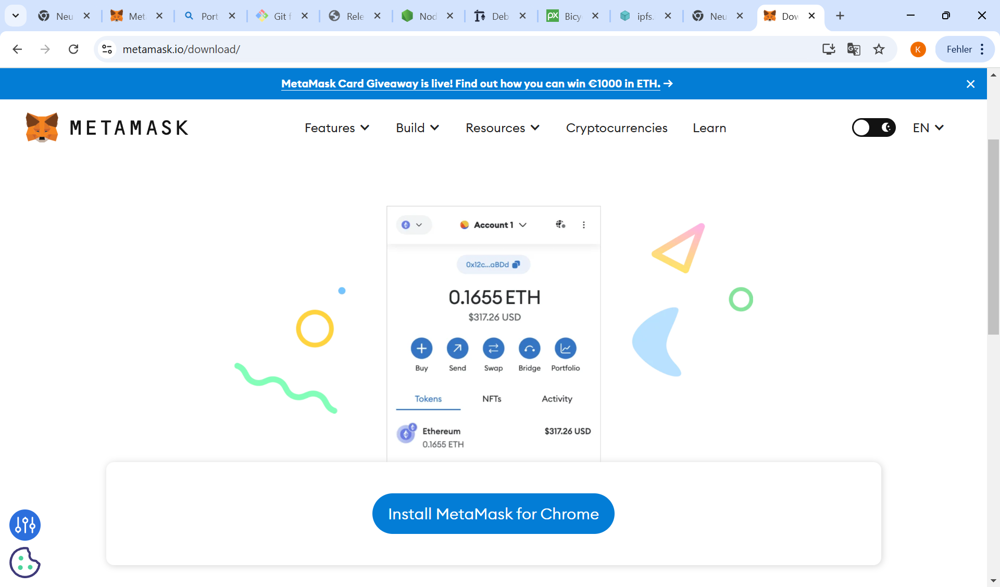 Neu
Met
Port
Git f
Rele
Nod
Deb
Bicy
ipfs.
Neu
Dow
metamask.io/download/
K
Fehler
MetaMask Card Giveaway is live! Find out how you can win €1000 in ETH. →
METAMASK
Features
Build
Resources
Cryptocurrencies
Learn
EN
Account 1
0x12c...aBDd
0.1655 ETH
$317.26 USD
Buy
Send
Swap
Bridge
Portfolio
Tokens
NFTs
Activity
Ethereum
$317.26 USD
0.1655 ETH
Install MetaMask for Chrome